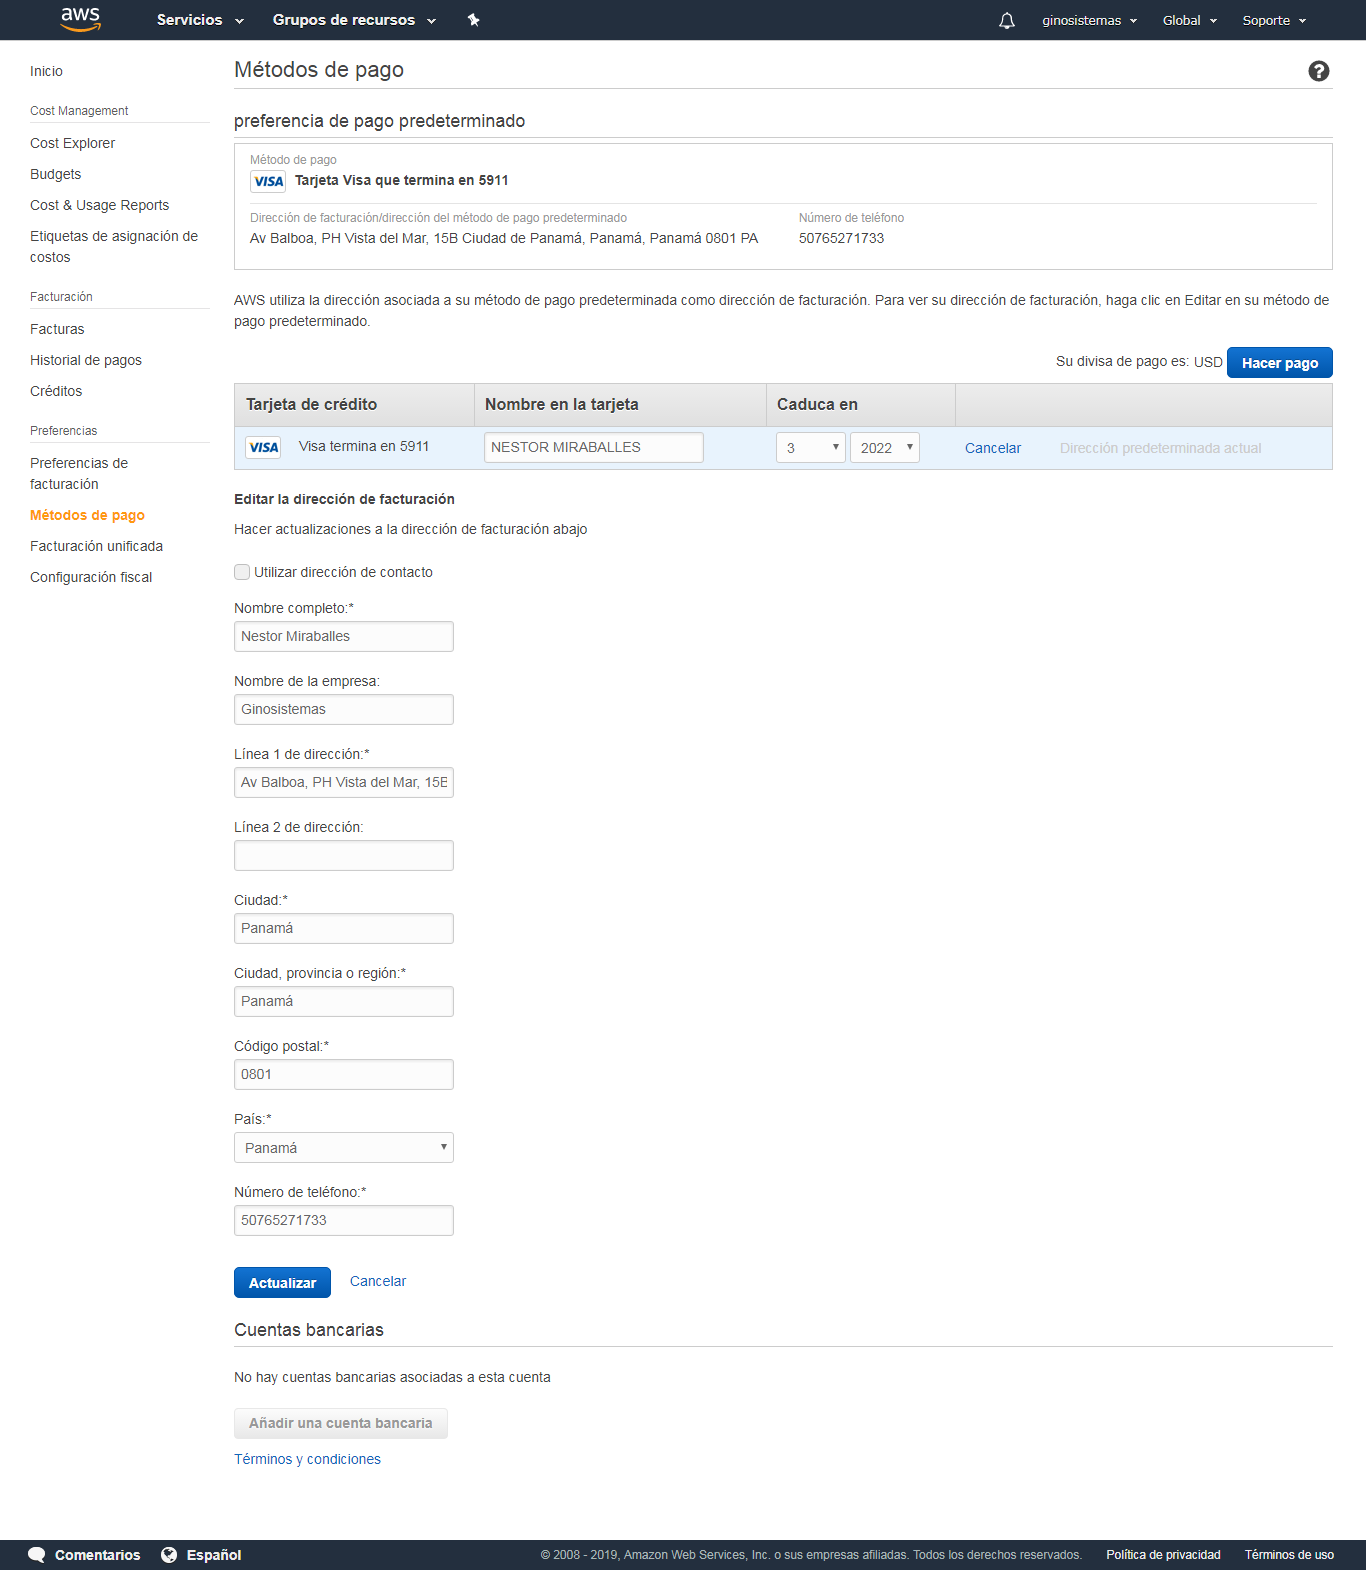 aws Servicios Grupos de recursos ginosistemas Global Soporte
Inicio
Cost Management
Cost Explorer
Budgets
Cost & Usage Reports
Etiquetas de asignación de
costos
Facturación
Facturas
Historial de pagos
Créditos
Preferencias
Preferencias de
facturación
Métodos de pago
Facturación unificada
Configuración fiscal
Métodos de pago
preferencia de pago predeterminado
Método de pago
VISA Tarjeta Visa que termina en 5911
Dirección de facturación/dirección del método de pago predeterminado Número de teléfono
Av Balboa, PH Vista del Mar, 15B Ciudad de Panamá, Panamá, Panamá 0801 PA 50765271733
AWS utiliza la dirección asociada a su método de pago predeterminada como dirección de facturación. Para ver su dirección de facturación, haga clic en Editar en su método de
pago predeterminado.
Su divisa de pago es: USD Hacer pago
Tarjeta de crédito Nombre en la tarjeta Caduca en
VISA Visa termina en 5911 NESTOR MIRABALLES 3 2022 Cancelar Dirección predeterminada actual
Editar la dirección de facturación
Hacer actualizaciones a la dirección de facturación abajo
Utilizar dirección de contacto
Nombre completo:*
Nestor Miraballes
Nombre de la empresa:
Ginosistemas
Línea 1 de dirección:*
Av Balboa, PH Vista del Mar, 15B
Línea 2 de dirección:
Ciudad:*
Panamá
Ciudad, provincia o región:*
Panamá
Código postal:*
0801
País:*
Panamá
Número de teléfono:*
50765271733
Actualizar Cancelar
Cuentas bancarias
No hay cuentas bancarias asociadas a esta cuenta
Añadir una cuenta bancaria
Términos y condiciones
Comentarios Español © 2008 - 2019, Amazon Web Services, Inc. o sus empresas afiliadas. Todos los derechos reservados. Política de privacidad Términos de uso